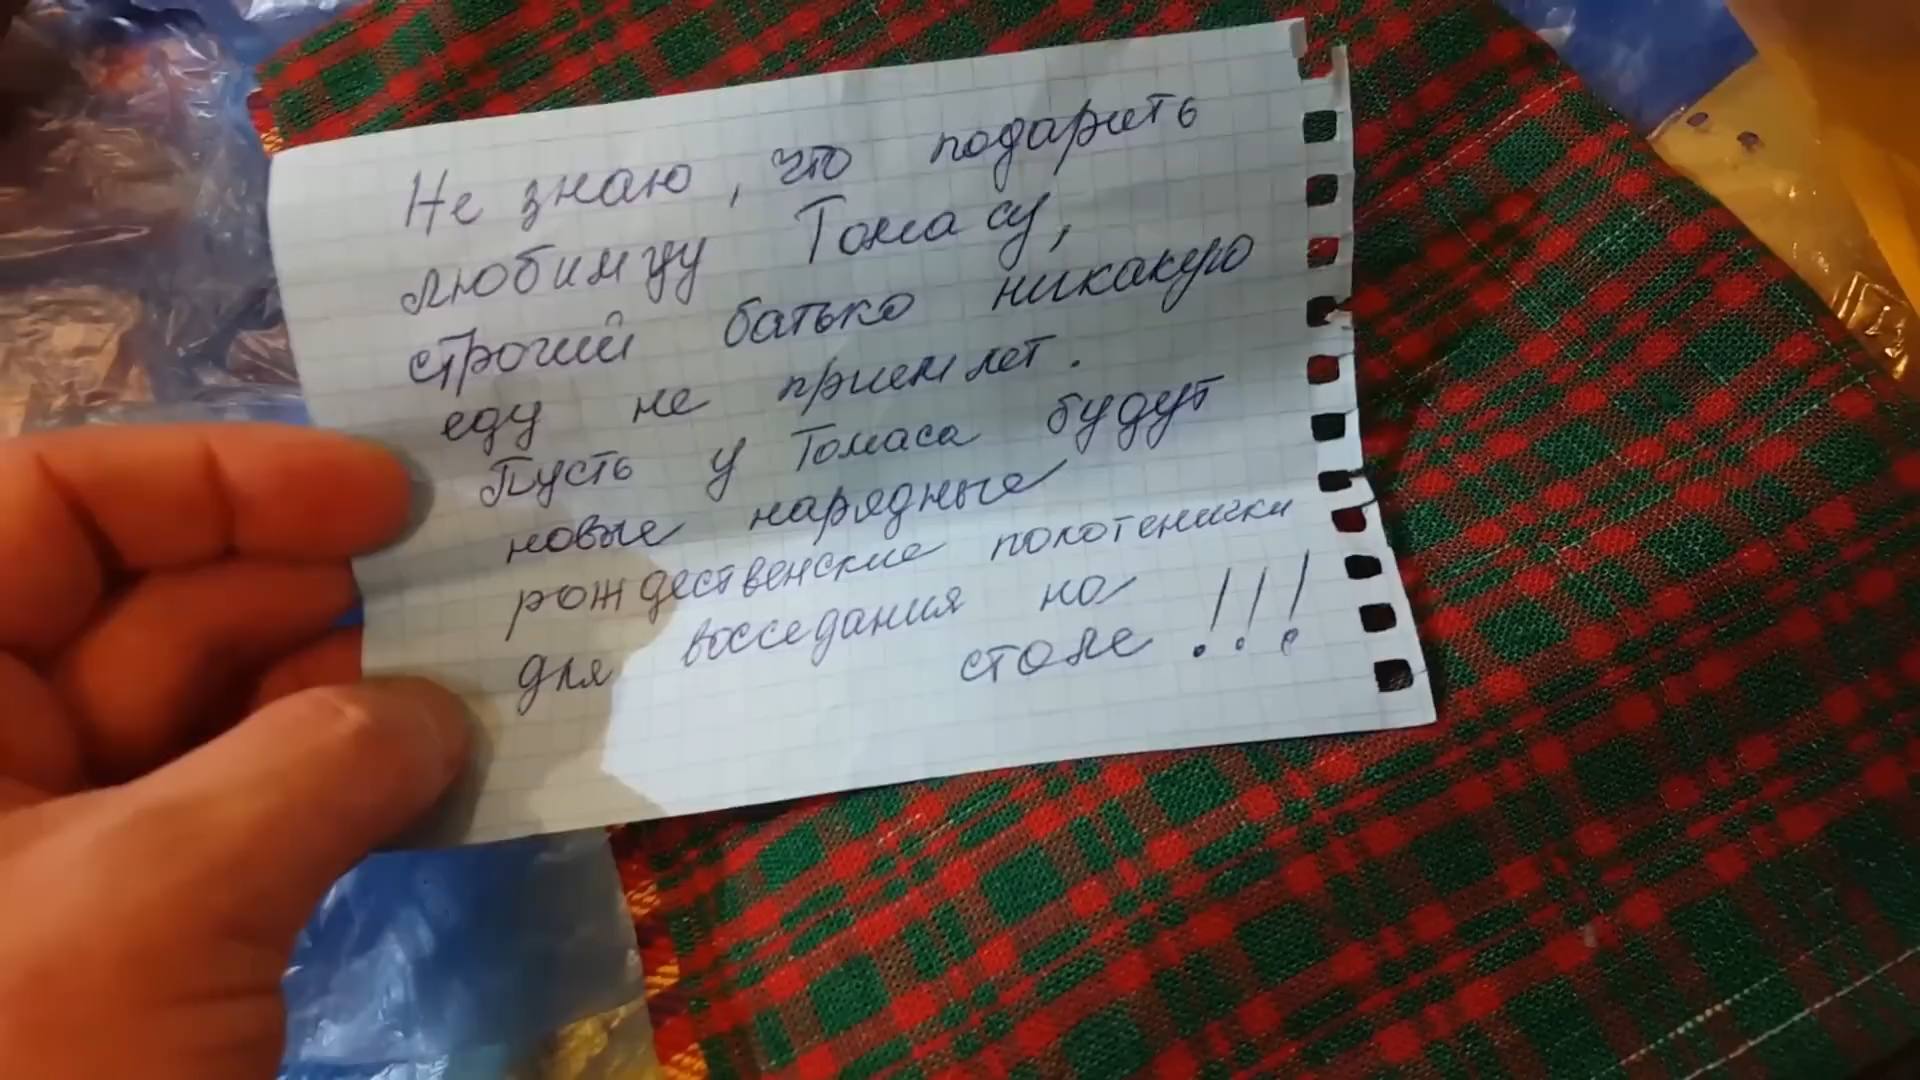 Не знаю, что подарить
любимцу Томасу,
строгий батько никакую
еду не приемлет.
Пусть у Томаса будут
новые нарядные
рождественские полотенчики
для восседания на
столе !!!